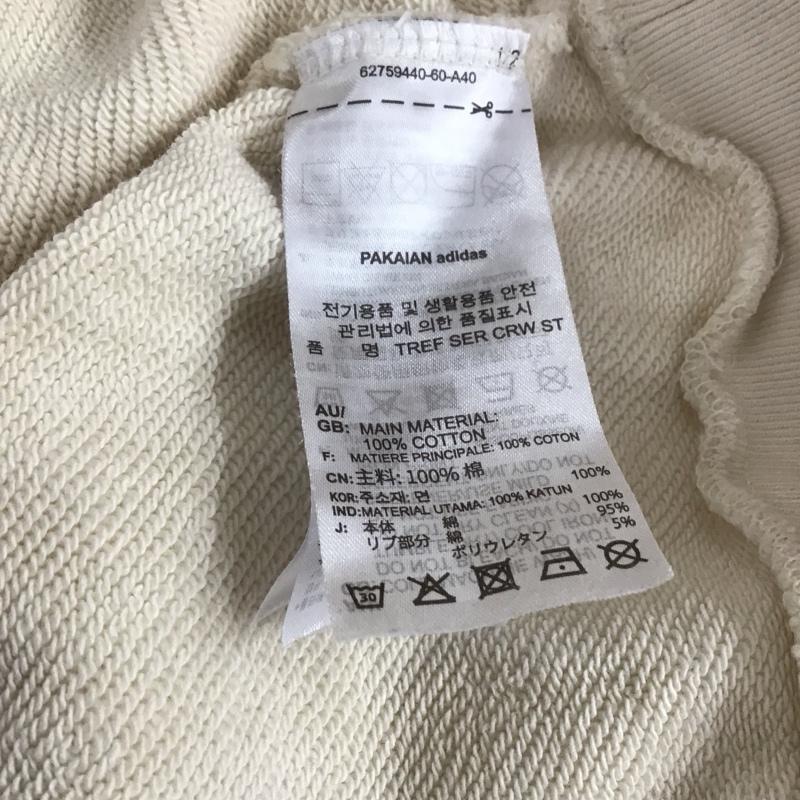 1/2
62759440-60-A40
PAKAIAN adidas
전기용품 및 생활용품 안전
관리법에 의한 품질표시
품 명 TREF SER CRW ST
AU/
GB: MAIN MATERIAL:
100% COTTON
F: MATIERE PRINCIPALE: 100% COTON
CN: 主料: 100% 棉
KOR: 주소재: 면 100%
IND: MATERIAL UTAMA: 100% KATUN
J: 本体 綿 100%
リブ部分 綿 95%
ポリウレタン 5%
30